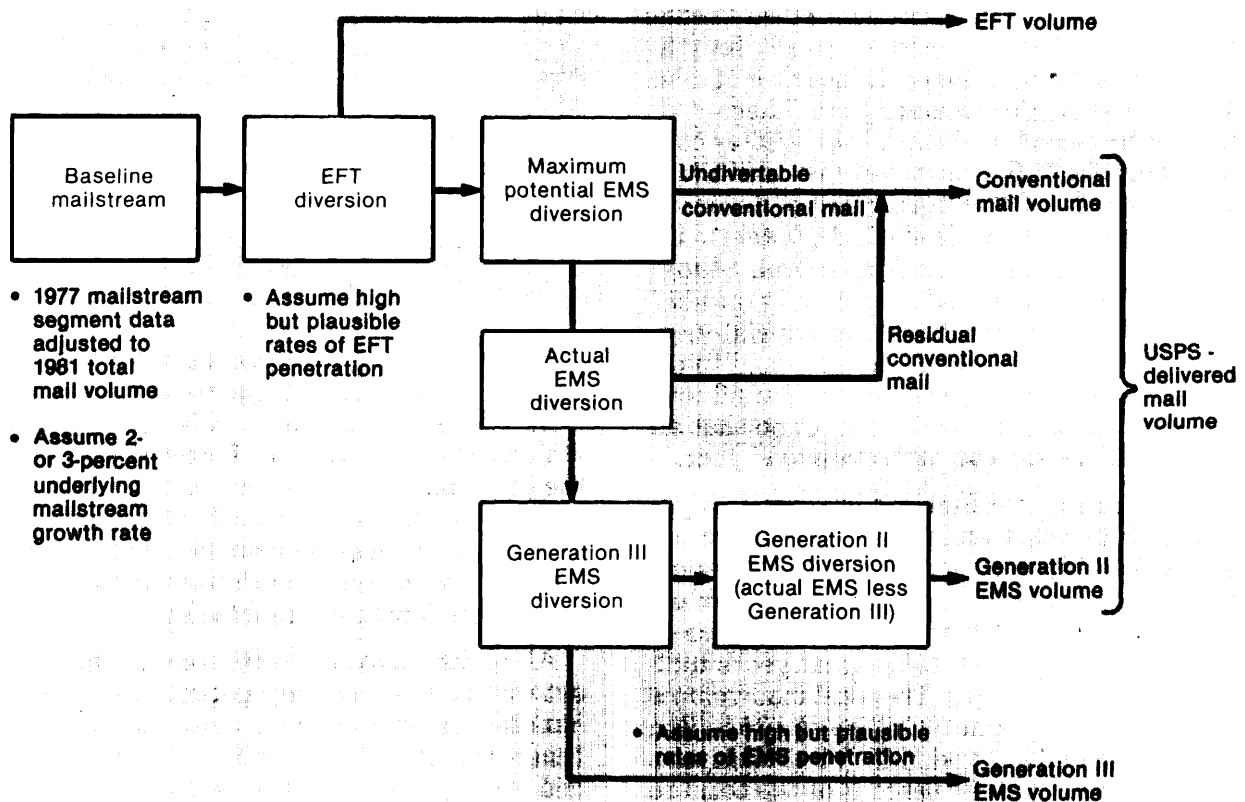 EFT volume
Baseline
mailstream
EFT
diversion
Maximum
potential EMS
diversion
Undivertable
conventional mail
Conventional
mail volume
• 1977 mailstream
segment data
adjusted to
1981 total
mail volume
• Assume 2-
or 3-percent
underlying
mailstream
growth rate
• Assume high
but plausible
rates of EFT
penetration
Actual
EMS
diversion
Residual
conventional
mail
USPS -
delivered
mail
volume
Generation III
EMS
diversion
Generation II
EMS diversion
(actual EMS less
Generation III)
Generation II
EMS volume
• Assume high but plausible
rates of EMS penetration
Generation III
EMS volume